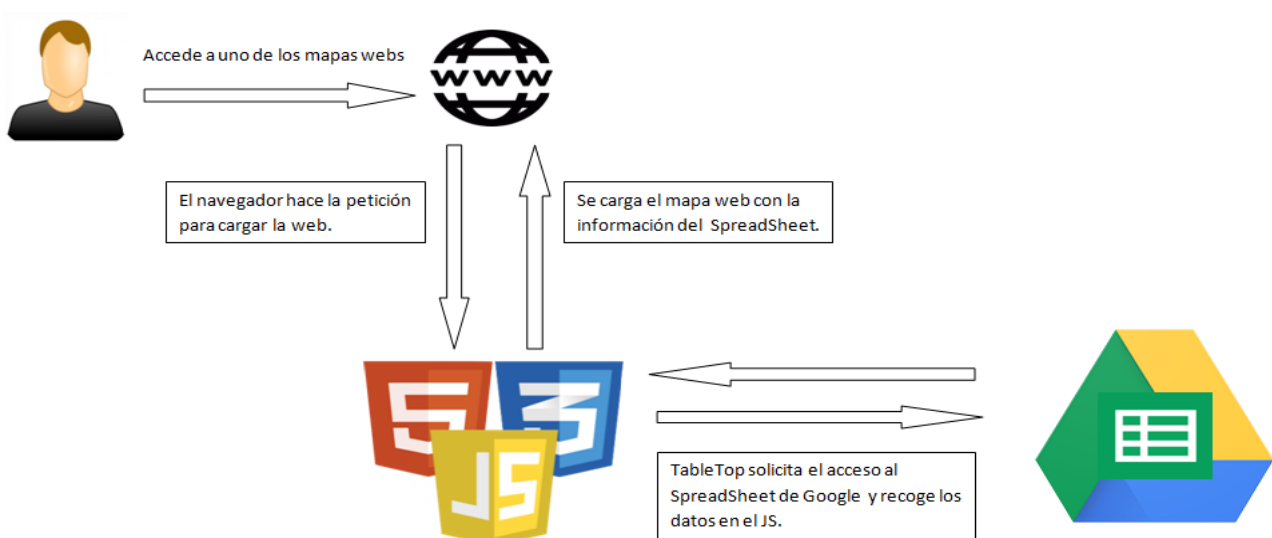 Accede a uno de los mapas webs
WWW
El navegador hace la petición
para cargar la web.
Se carga el mapa web con la
información del SpreadSheet.
5
3
JS
TableTop solicita el acceso al
SpreadSheet de Google y recoge los
datos en el JS.